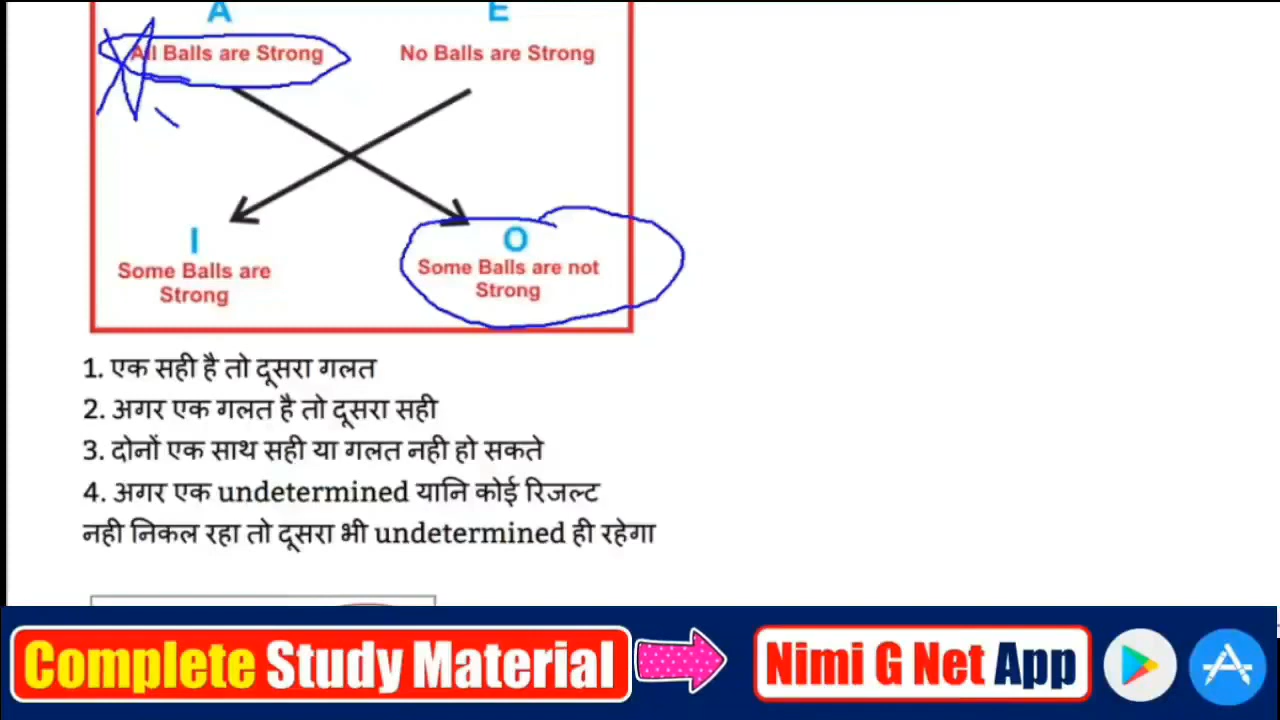 A E
All Balls are Strong No Balls are Strong
I O
Some Balls are Strong
Some Balls are not Strong
1. एक सही है तो दूसरा गलत
2. अगर एक गलत है तो दूसरा सही
3. दोनों एक साथ सही या गलत नही हो सकते
4. अगर एक undetermined यानि कोई रिजल्ट
नही निकल रहा तो दूसरा भी undetermined ही रहेगा
Complete Study Material Nimi G Net App